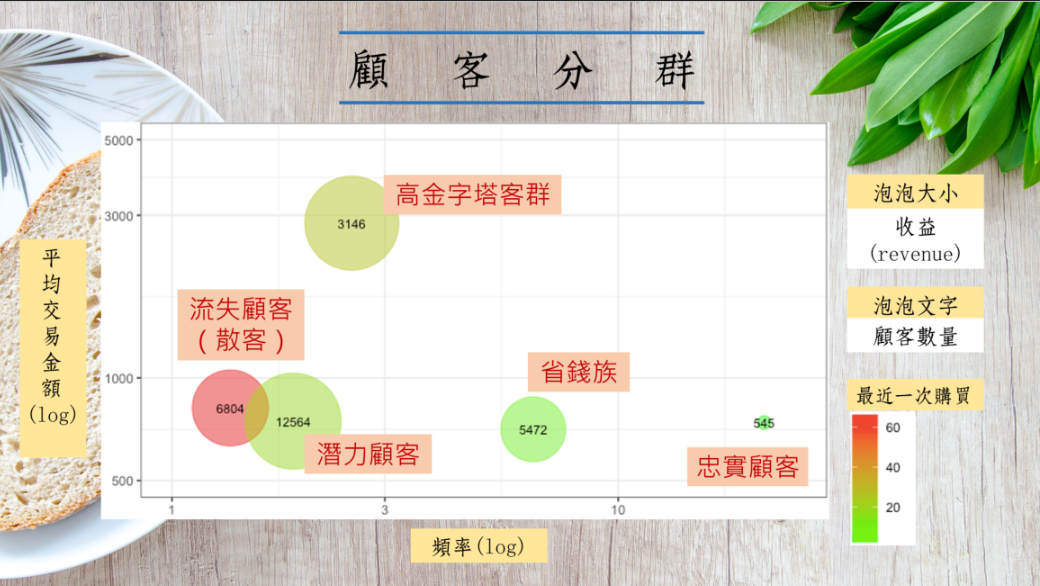 顧客分群
5000
3000
1000
500
1
3
10
平均交易金額
(log)
頻率(log)
3146
高金字塔客群
流失顧客
（散客）
6804
12564
潛力顧客
省錢族
5472
545
忠實顧客
泡泡大小
收益
(revenue)
泡泡文字
顧客數量
最近一次購買
60
40
20